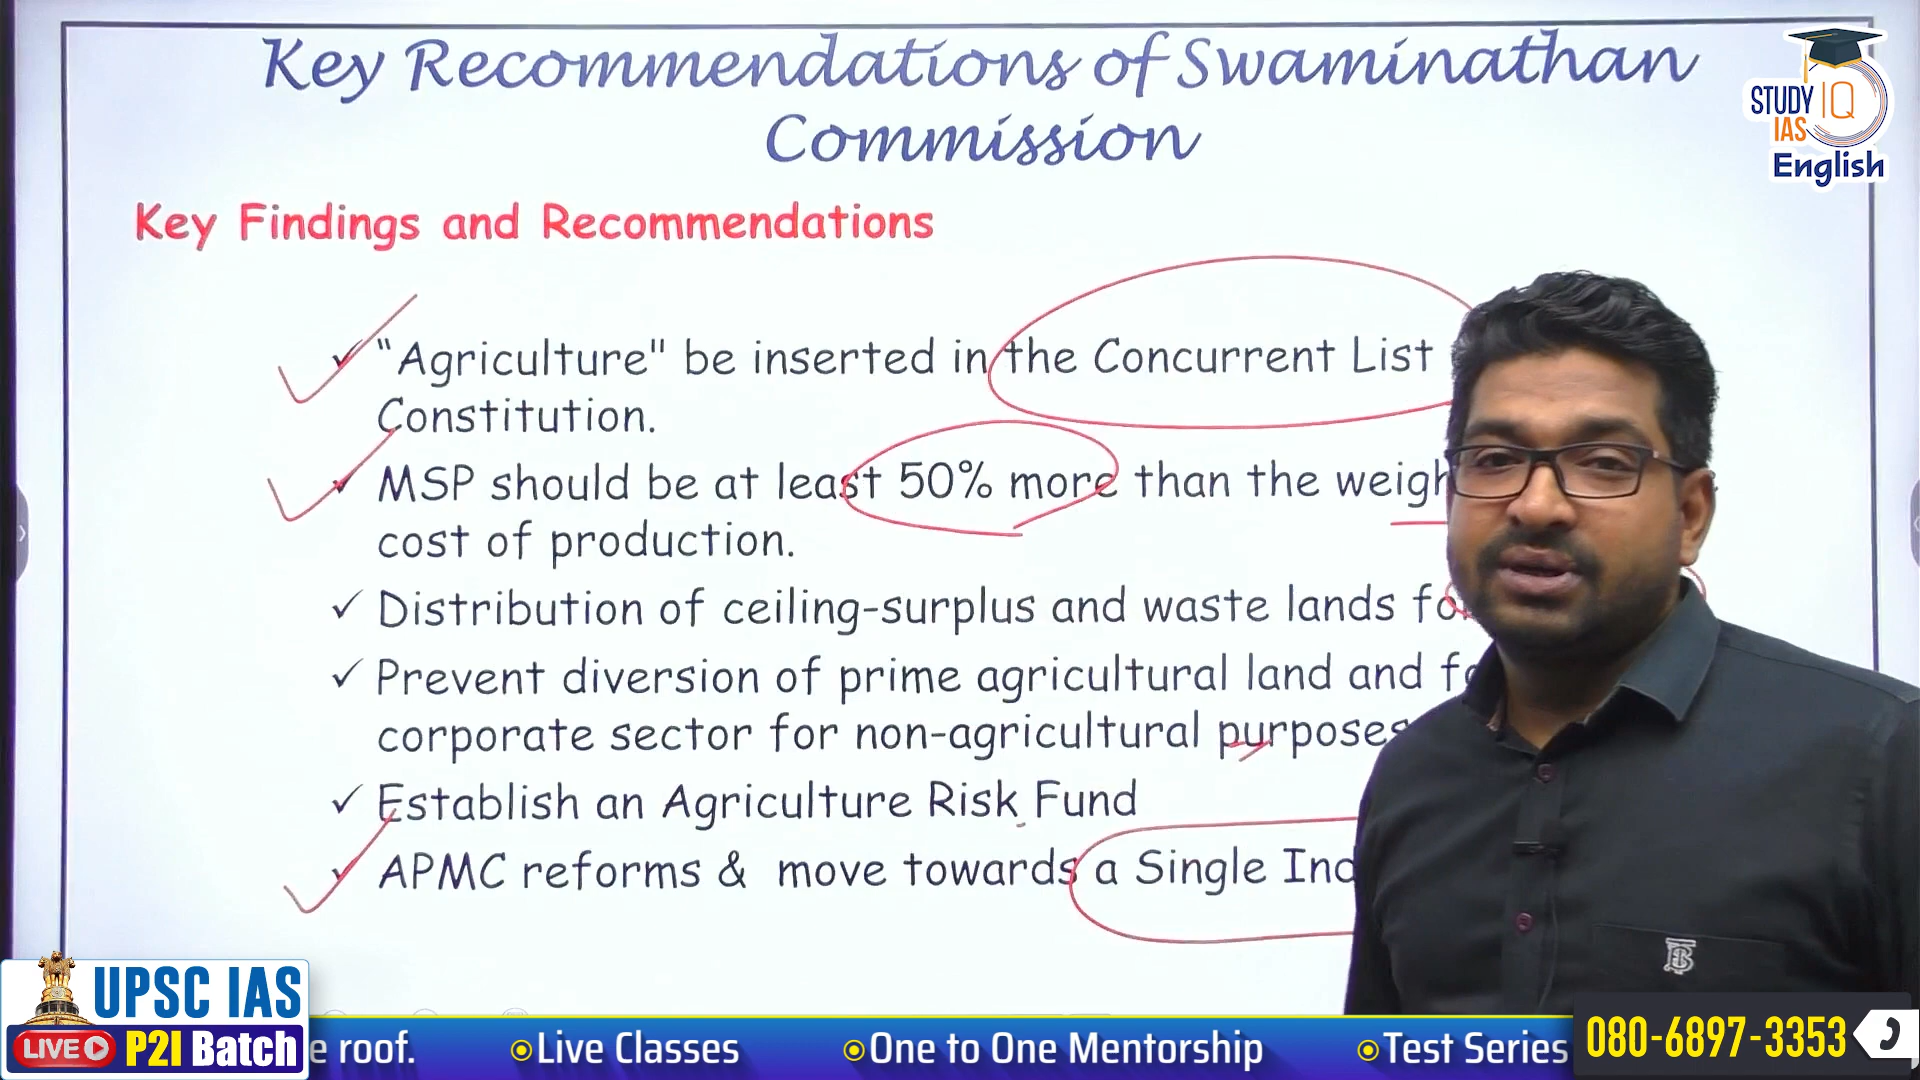 Key Recommendations of Swaminathan
Commission
STUDY IQ
IAS
English
Key Findings and Recommendations
"Agriculture" be inserted in the Concurrent List
Constitution.
MSP should be at least 50% more than the
cost of production.
Distribution of ceiling-surplus and waste lands
Prevent diversion of prime agricultural land and
corporate sector for non-agricultural purposes
Establish an Agriculture Risk Fund
APMC reforms & move towards a Single
UPSC IAS
LIVE P2I Batch
roof.
Live Classes
One to One Mentorship
Test Series
080-6897-3353